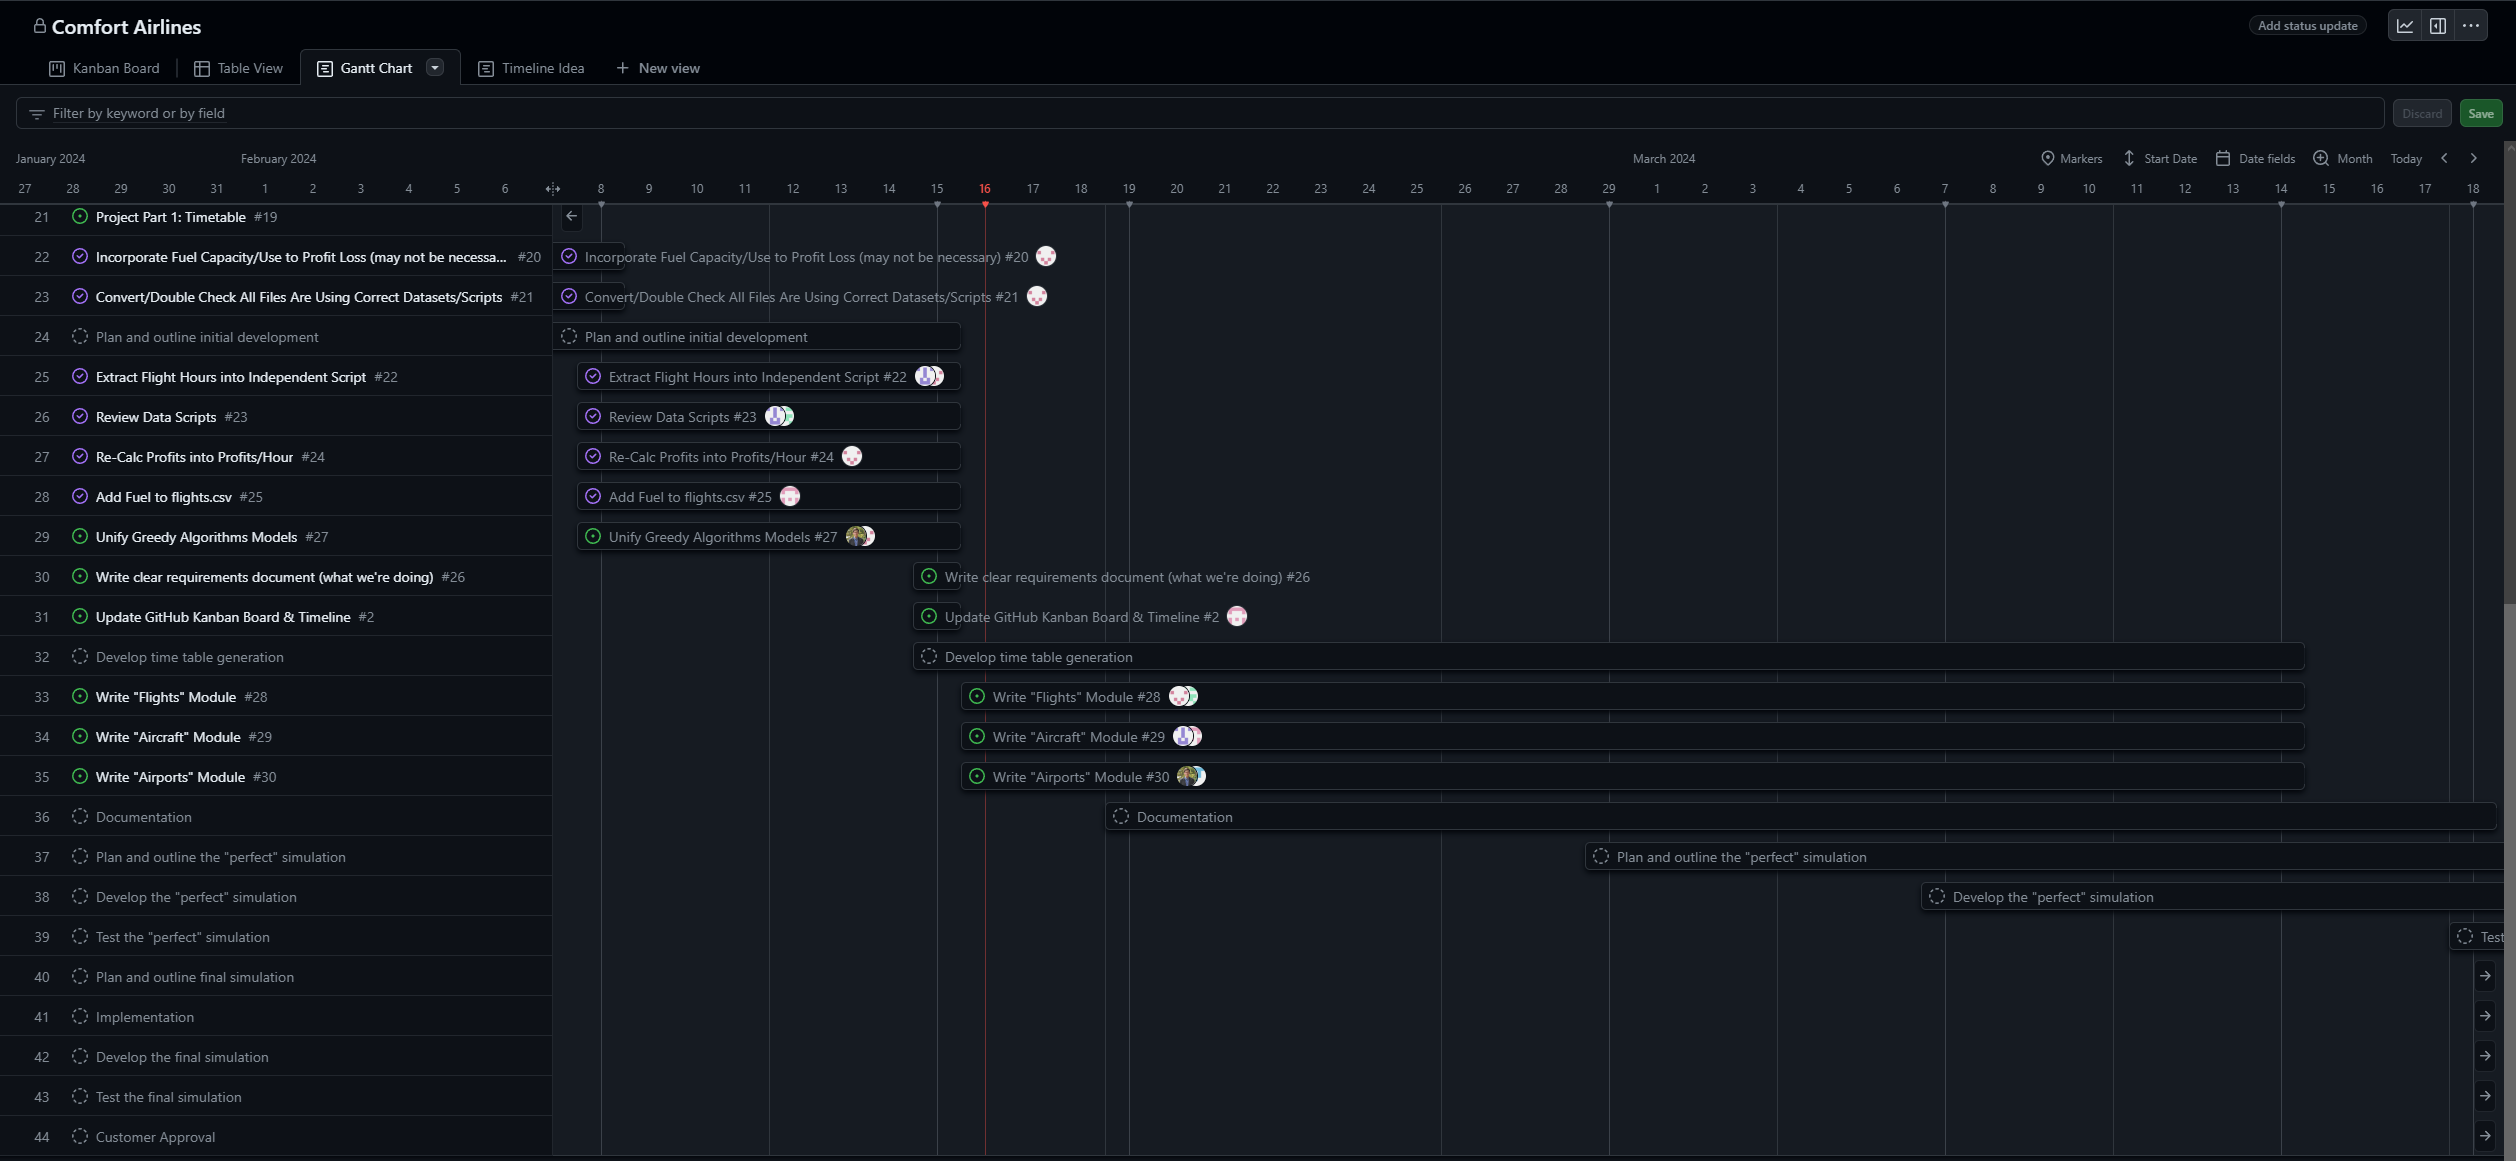 Comfort Airlines
Add status update
Kanban Board
Table View
Gantt Chart
Timeline Idea
New view
Filter by keyword or by field
Discard
Save
January 2024
February 2024
March 2024
Markers
Start Date
Date fields
Month
Today
27 28 29 30 31 1 2 3 4 5 6 8 9 10 11 12 13 14 15 16 17 18 19 20 21 22 23 24 25 26 27 28 29 1 2 3 4 5 6 7 8 9 10 11 12 13 14 15 16 17 18
21 Project Part 1: Timetable #19
22 Incorporate Fuel Capacity/Use to Profit Loss (may not be necessa... #20
Incorporate Fuel Capacity/Use to Profit Loss (may not be necessary) #20
23 Convert/Double Check All Files Are Using Correct Datasets/Scripts #21
Convert/Double Check All Files Are Using Correct Datasets/Scripts #21
24 Plan and outline initial development
Plan and outline initial development
25 Extract Flight Hours into Independent Script #22
Extract Flight Hours into Independent Script #22
26 Review Data Scripts #23
Review Data Scripts #23
27 Re-Calc Profits into Profits/Hour #24
Re-Calc Profits into Profits/Hour #24
28 Add Fuel to flights.csv #25
Add Fuel to flights.csv #25
29 Unify Greedy Algorithms Models #27
Unify Greedy Algorithms Models #27
30 Write clear requirements document (what we're doing) #26
Write clear requirements document (what we're doing) #26
31 Update GitHub Kanban Board & Timeline #2
Update GitHub Kanban Board & Timeline #2
32 Develop time table generation
Develop time table generation
33 Write "Flights" Module #28
Write "Flights" Module #28
34 Write "Aircraft" Module #29
Write "Aircraft" Module #29
35 Write "Airports" Module #30
Write "Airports" Module #30
36 Documentation
Documentation
37 Plan and outline the "perfect" simulation
Plan and outline the "perfect" simulation
38 Develop the "perfect" simulation
Develop the "perfect" simulation
39 Test the "perfect" simulation
Test
40 Plan and outline final simulation
41 Implementation
42 Develop the final simulation
43 Test the final simulation
44 Customer Approval